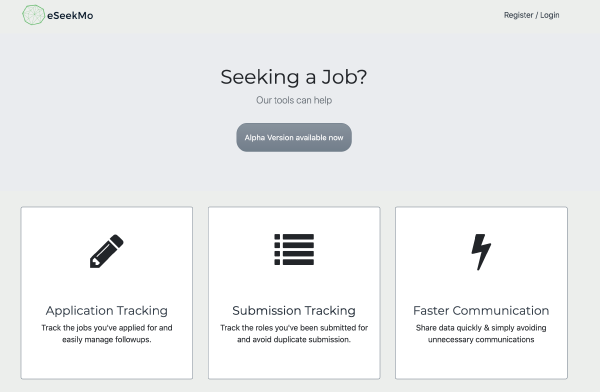 eSeekMo
Register / Login
Seeking a Job?
Our tools can help
Alpha Version available now
Application Tracking
Track the jobs you've applied for and
easily manage followups.
Submission Tracking
Track the roles you've been submitted for
and avoid duplicate submission.
Faster Communication
Share data quickly & simply avoiding
unnecessary communications